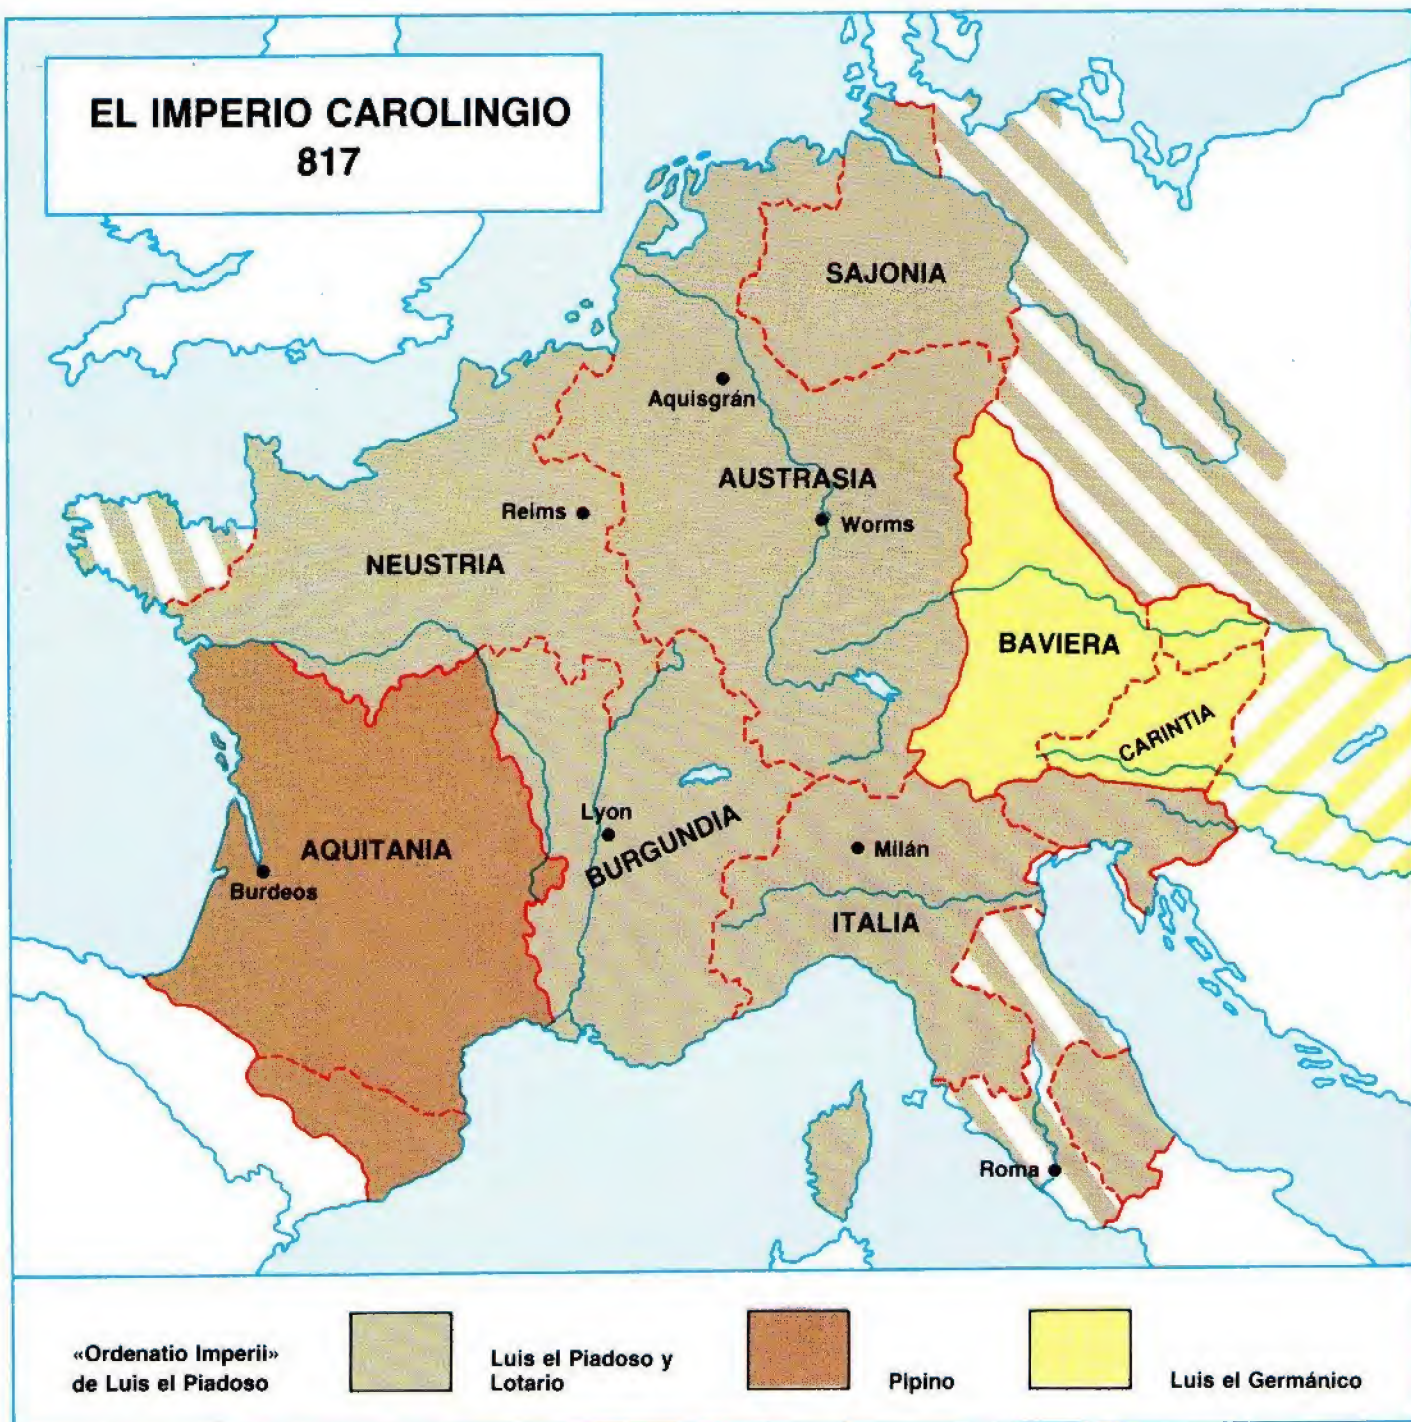 EL IMPERIO CAROLINGIO
817
SAJONIA
Aquisgrán
AUSTRASIA
Reims
Worms
NEUSTRIA
BAVIERA
CARINTIA
Lyon
BURGUNDIA
AQUITANIA
Milán
Burdeos
ITALIA
Roma
«Ordenatio Imperii»
de Luis el Piadoso
Luis el Piadoso y
Lotario
Pipino
Luis el Germánico